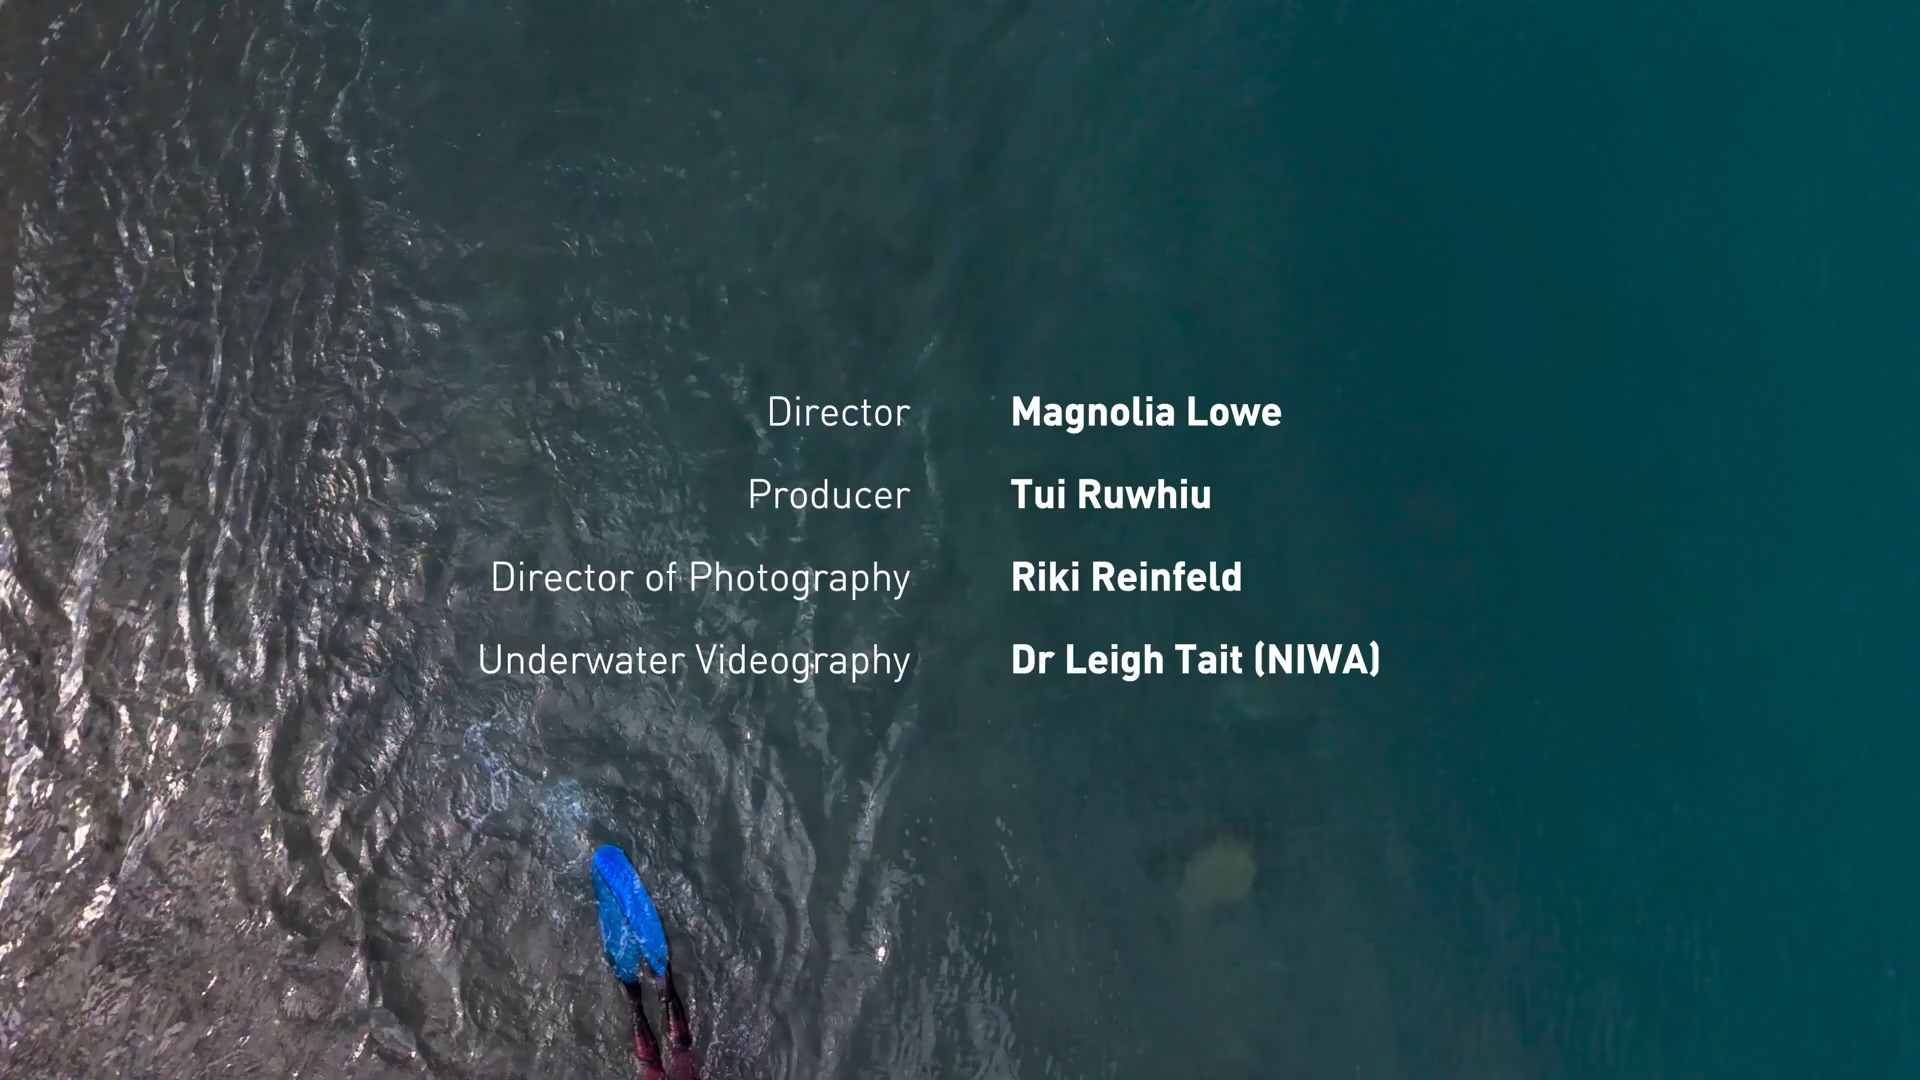 Director Magnolia Lowe
Producer Tui Ruwhiu
Director of Photography Riki Reinfeld
Underwater Videography Dr Leigh Tait (NIWA)